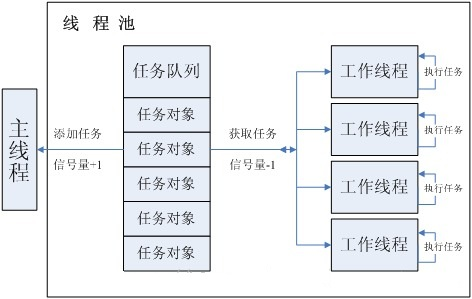 线 程 池
主线程
添加任务
信号量+1
任务队列
任务对象
任务对象
任务对象
任务对象
任务对象
获取任务
信号量-1
工作线程
执行任务
工作线程
执行任务
工作线程
执行任务
工作线程
执行任务